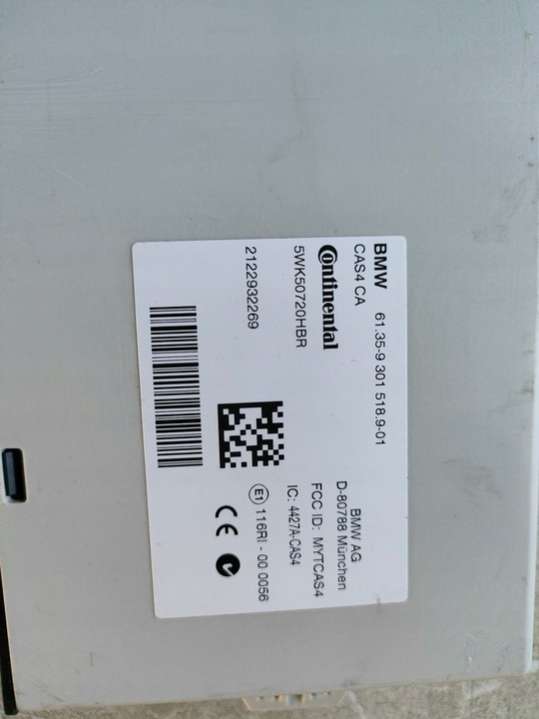 BMW 61.35-9 301 518.9-01
CAS4 CA
Continental
5WK50720HBR
2122932269
BMW AG
D-80788 München
FCC ID: MYTCAS4
IC: 4427A-CAS4
E1 116RI - 00 0056
CE